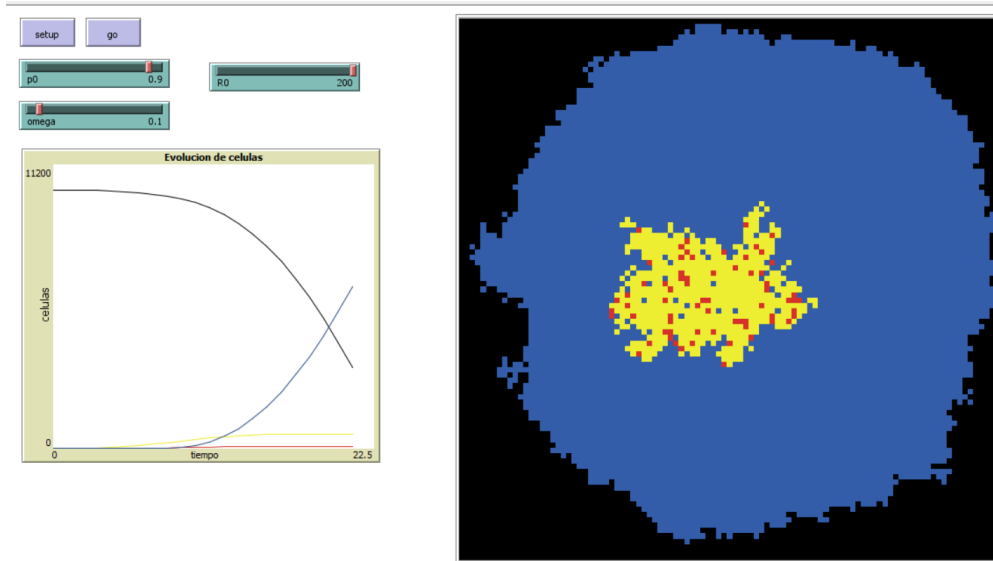 setup
go
p0 0.9
R0 200
omega 0.1
Evolucion de celulas
11200
celulas
0
0 tiempo 22.5